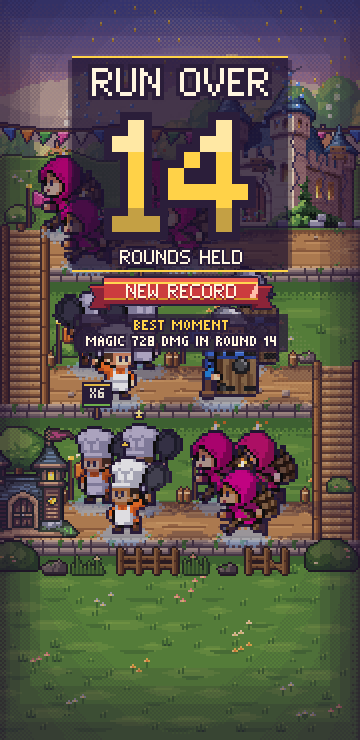 RUN OVER
14
ROUNDS HELD
NEW RECORD
BEST MOMENT
MAGIC 728 DMG IN ROUND 14
X6